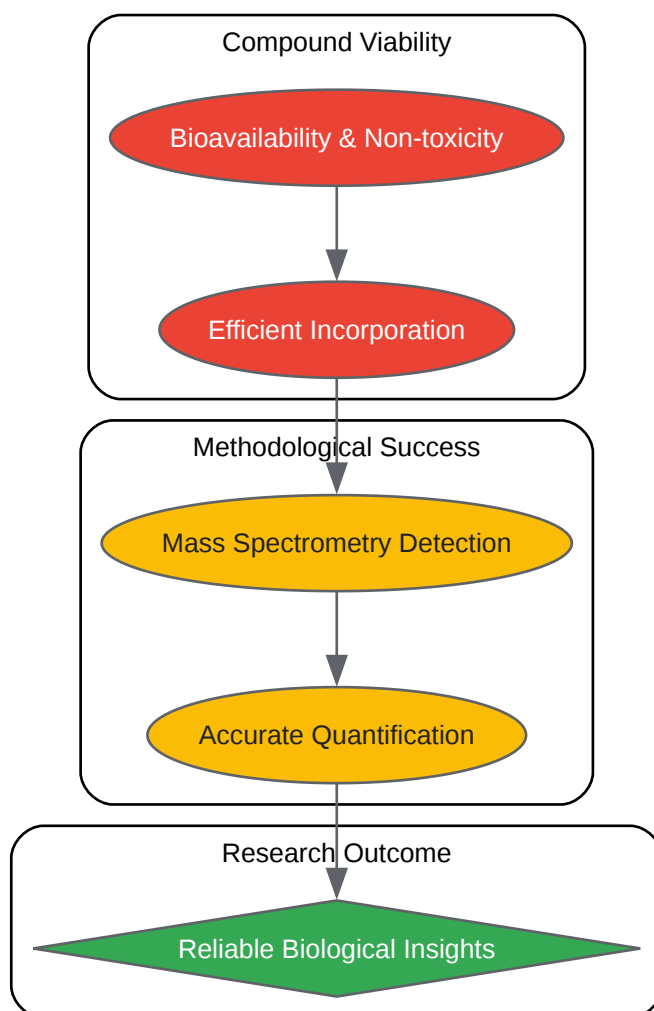 Compound Viability
Bioavailability & Non-toxicity
Efficient Incorporation
Methodological Success
Mass Spectrometry Detection
Accurate Quantification
Research Outcome
Reliable Biological Insights